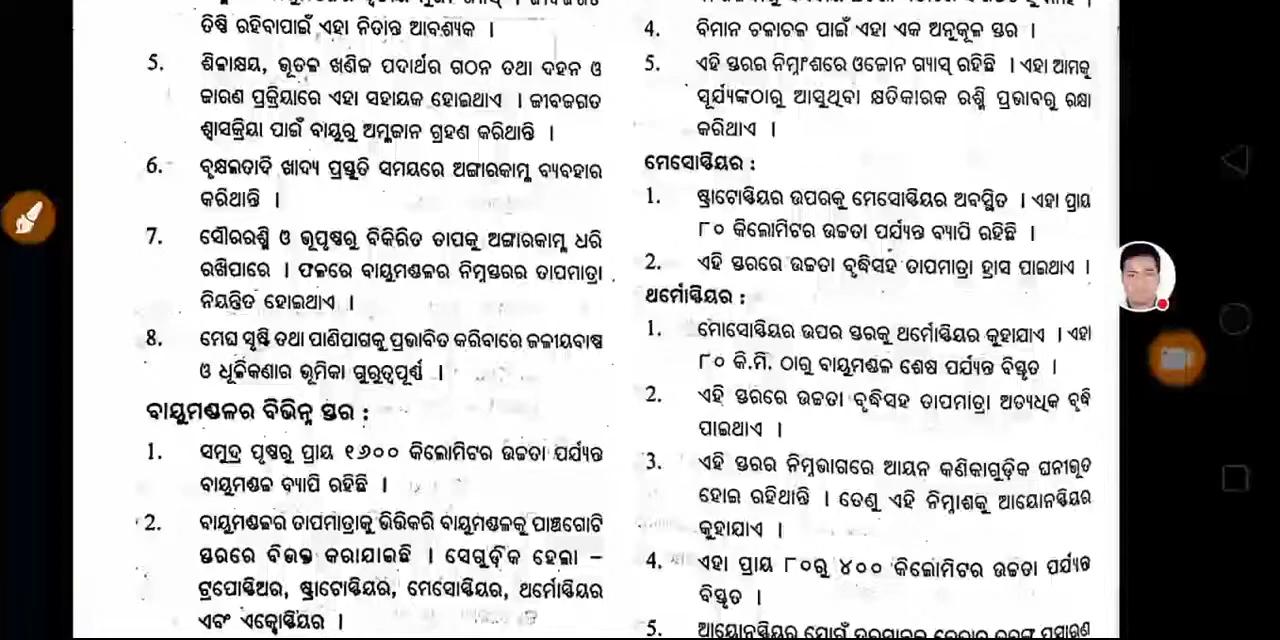 ତିଷ୍ଠି ରହିବାପାଇଁ ଏହା ନିତାନ୍ତ ଆବଶ୍ୟକ ।
5. ଶିଳାକ୍ଷୟ, ଭୂତଳ ଖଣିଜ ପଦାର୍ଥର ଗଠନ ତଥା ଦହନ ଓ
ଜାରଣ ପ୍ରକ୍ରିୟାରେ ଏହା ସହାୟକ ହୋଇଥାଏ । ଜୀବଜଗତ
ଶ୍ୱାସକ୍ରିୟା ପାଇଁ ବାୟୁରୁ ଅମ୍ଳଜାନ ଗ୍ରହଣ କରିଥାନ୍ତି ।
6. ବୃକ୍ଷଲତାଦି ଖାଦ୍ୟ ପ୍ରସ୍ତୁତି ସମୟରେ ଅଙ୍ଗାରକାମ୍ଳ ବ୍ୟବହାର
କରିଥାନ୍ତି ।
7. ସୌରରଶ୍ମି ଓ ଭୂପୃଷ୍ଠରୁ ବିକିରିତ ତାପକୁ ଅଙ୍ଗାରକାମ୍ଳ ଧରି
ରଖିପାରେ । ଫଳରେ ବାୟୁମଣ୍ଡଳର ନିମ୍ନସ୍ତରର ତାପମାତ୍ରା
ନିୟନ୍ତ୍ରିତ ହୋଇଥାଏ ।
8. ମେଘ ସୃଷ୍ଟି ତଥା ପାଣିପାଗକୁ ପ୍ରଭାବିତ କରିବାରେ ଜଳୀୟବାଷ୍ପ
ଓ ଧୂଳିକଣାର ଭୂମିକା ଗୁରୁତ୍ୱପୂର୍ଣ୍ଣ ।
ବାୟୁମଣ୍ଡଳର ବିଭିନ୍ନ ସ୍ତର :
1. ସମୁଦ୍ର ପୃଷ୍ଠରୁ ପ୍ରାୟ ୧୬୦୦ କିଲୋମିଟର ଉଚ୍ଚତା ପର୍ଯ୍ୟନ୍ତ
ବାୟୁମଣ୍ଡଳ ବ୍ୟାପି ରହିଛି ।
2. ବାୟୁମଣ୍ଡଳର ତାପମାତ୍ରାକୁ ଭିତ୍ତିକରି ବାୟୁମଣ୍ଡଳକୁ ପାଞ୍ଚଗୋଟି
ସ୍ତରରେ ବିଭକ୍ତ କରାଯାଇଛି । ସେଗୁଡ଼ିକ ହେଲା –
ଟ୍ରପୋସ୍ଫିଅର, ଷ୍ଟ୍ରାଟୋସ୍ଫିୟର, ମେସୋସ୍ଫିୟର, ଥର୍ମୋସ୍ଫିୟର
ଏବଂ ଏକ୍ସୋସ୍ଫିୟର ।
4. ବିମାନ ଚଳାଚଳ ପାଇଁ ଏହା ଏକ ଅନୁକୂଳ ସ୍ତର ।
5. ଏହି ସ୍ତରର ନିମ୍ନାଂଶରେ ଓଜୋନ ଗ୍ୟାସ୍ ରହିଛି । ଏହା ଆମକୁ
ସୂର୍ଯ୍ୟଙ୍କଠାରୁ ଆସୁଥିବା କ୍ଷତିକାରକ ରଶ୍ମି ପ୍ରଭାବରୁ ରକ୍ଷା
କରିଥାଏ ।
ମେସୋସ୍ଫିୟର :
1. ଷ୍ଟ୍ରାଟୋସ୍ଫିୟର ଉପରକୁ ମେସୋସ୍ଫିୟର ଅବସ୍ଥିତ । ଏହା ପ୍ରାୟ
୮୦ କିଲୋମିଟର ଉଚ୍ଚତା ପର୍ଯ୍ୟନ୍ତ ବ୍ୟାପି ରହିଛି ।
2. ଏହି ସ୍ତରରେ ଉଚ୍ଚତା ବୃଦ୍ଧିସହ ତାପମାତ୍ରା ହ୍ରାସ ପାଇଥାଏ ।
ଥର୍ମୋସ୍ଫିୟର :
1. ମୋସୋସ୍ଫିୟର ଉପର ସ୍ତରକୁ ଥର୍ମୋସ୍ଫିୟର କୁହାଯାଏ । ଏହା
୮୦ କି.ମି. ଠାରୁ ବାୟୁମଣ୍ଡଳ ଶେଷ ପର୍ଯ୍ୟନ୍ତ ବିସ୍ତୃତ ।
2. ଏହି ସ୍ତରରେ ଉଚ୍ଚତା ବୃଦ୍ଧିସହ ତାପମାତ୍ରା ଅତ୍ୟଧିକ ବୃଦ୍ଧି
ପାଇଥାଏ ।
3. ଏହି ସ୍ତରର ନିମ୍ନଭାଗରେ ଆୟନ କଣିକାଗୁଡ଼ିକ ଘନୀଭୂତ
ହୋଇ ରହିଥାନ୍ତି । ତେଣୁ ଏହି ନିମ୍ନାଶକୁ ଆୟୋନସ୍ଫିୟର
କୁହାଯାଏ ।
4. ଏହା ପ୍ରାୟ ୮୦ରୁ ୪୦୦ କିଲୋମିଟର ଉଚ୍ଚତା ପର୍ଯ୍ୟନ୍ତ
ବିସ୍ତୃତ ।
5. ଆୟୋନସ୍ଫିୟର ଯୋଗୁଁ